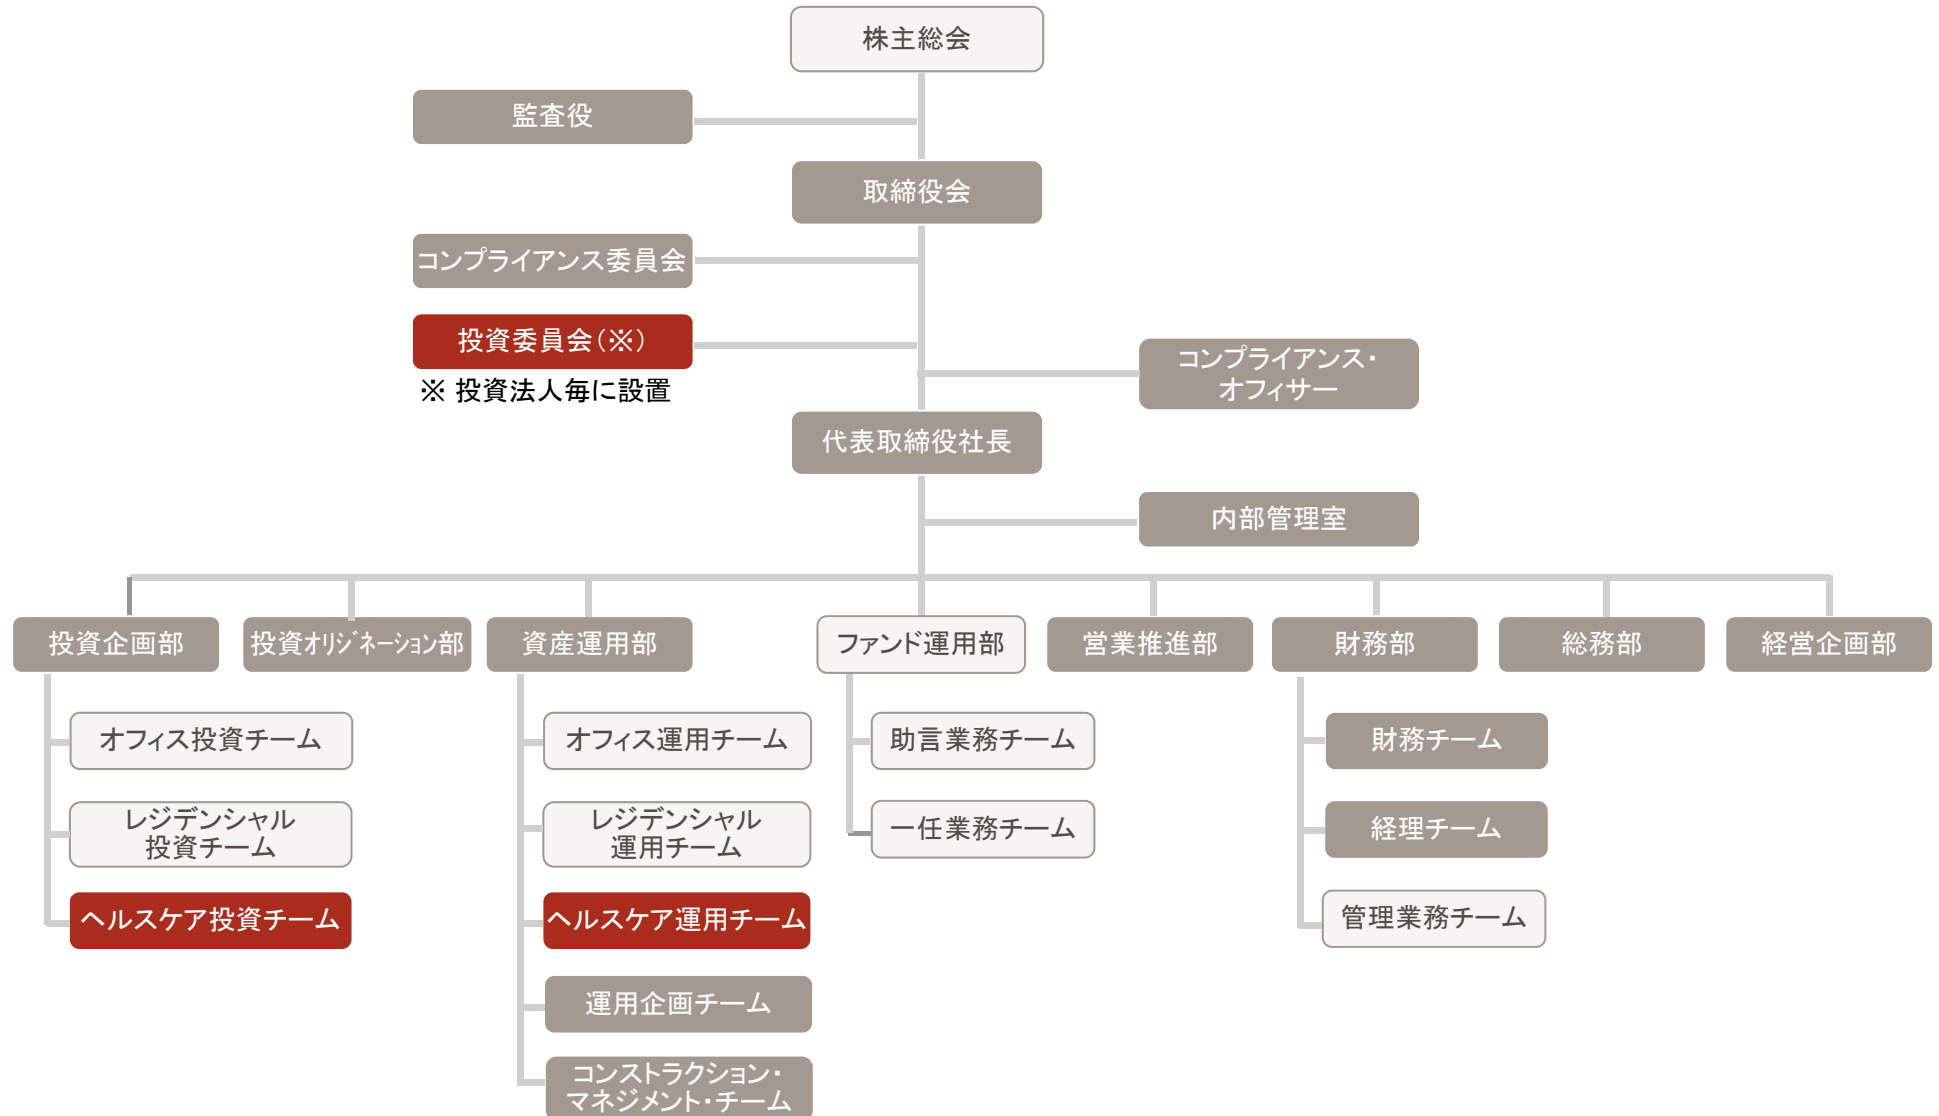 株主総会
監査役
取締役会
コンプライアンス委員会
投資委員会(※)
※ 投資法人毎に設置
コンプライアンス・
オフィサー
代表取締役社長
内部管理室
投資企画部
投資オリジネーション部
資産運用部
ファンド運用部
営業推進部
財務部
総務部
経営企画部
オフィス投資チーム
オフィス運用チーム
助言業務チーム
財務チーム
レジデンシャル
投資チーム
レジデンシャル
運用チーム
一任業務チーム
経理チーム
ヘルスケア投資チーム
ヘルスケア運用チーム
管理業務チーム
運用企画チーム
コンストラクション・
マネジメント・チーム